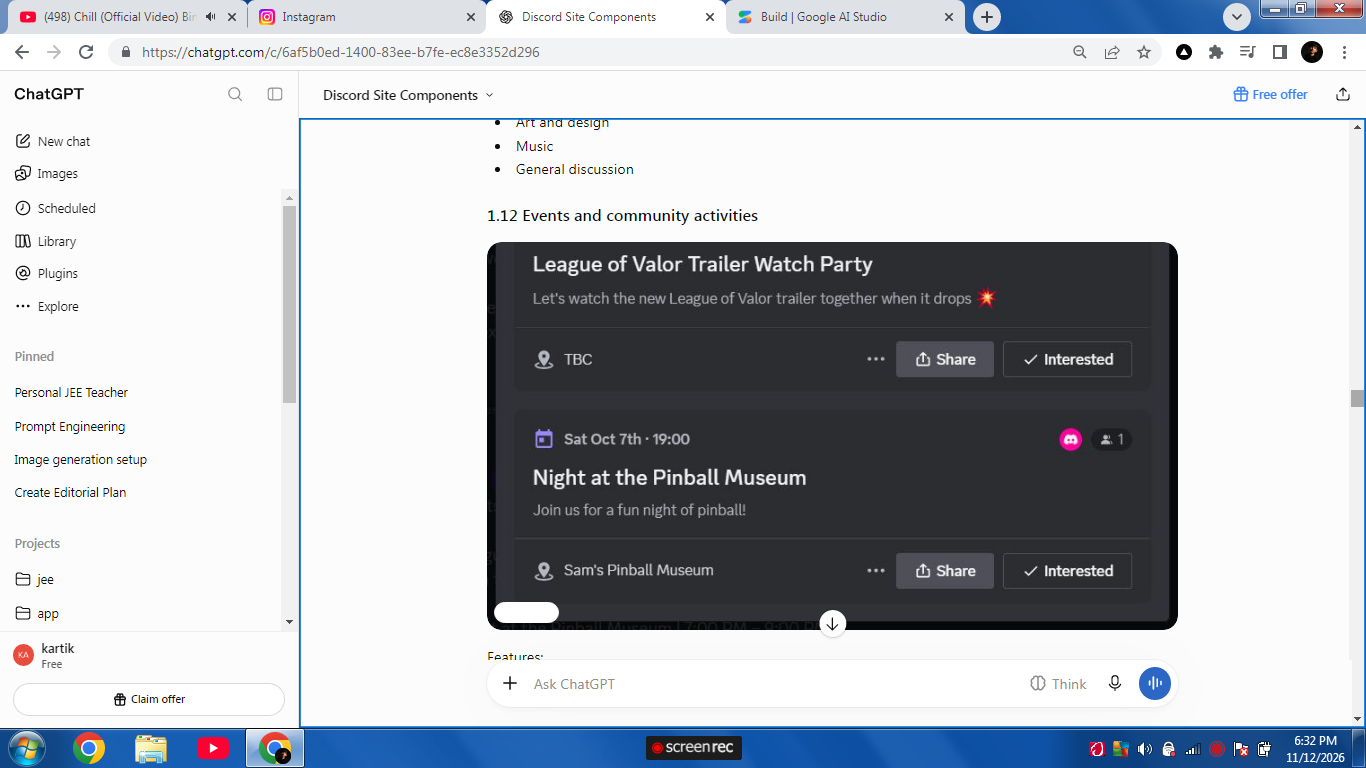 (498) Chill (Official Video) Bin
Instagram
Discord Site Components
Build | Google AI Studio
https://chatgpt.com/c/6af5b0ed-1400-83ee-b7fe-ec8e3352d296
ChatGPT
Discord Site Components
Free offer
New chat
Images
Scheduled
Library
Plugins
Explore
Pinned
Personal JEE Teacher
Prompt Engineering
Image generation setup
Create Editorial Plan
Projects
jee
app
KA
kartik
Free
Claim offer
Art and design
Music
General discussion
1.12 Events and community activities
League of Valor Trailer Watch Party
Let's watch the new League of Valor trailer together when it drops 💥
TBC
Share
Interested
Sat Oct 7th · 19:00
1
Night at the Pinball Museum
Join us for a fun night of pinball!
Sam's Pinball Museum
Share
Interested
Features:
Ask ChatGPT
Think
screenrec
6:32 PM
11/12/2026